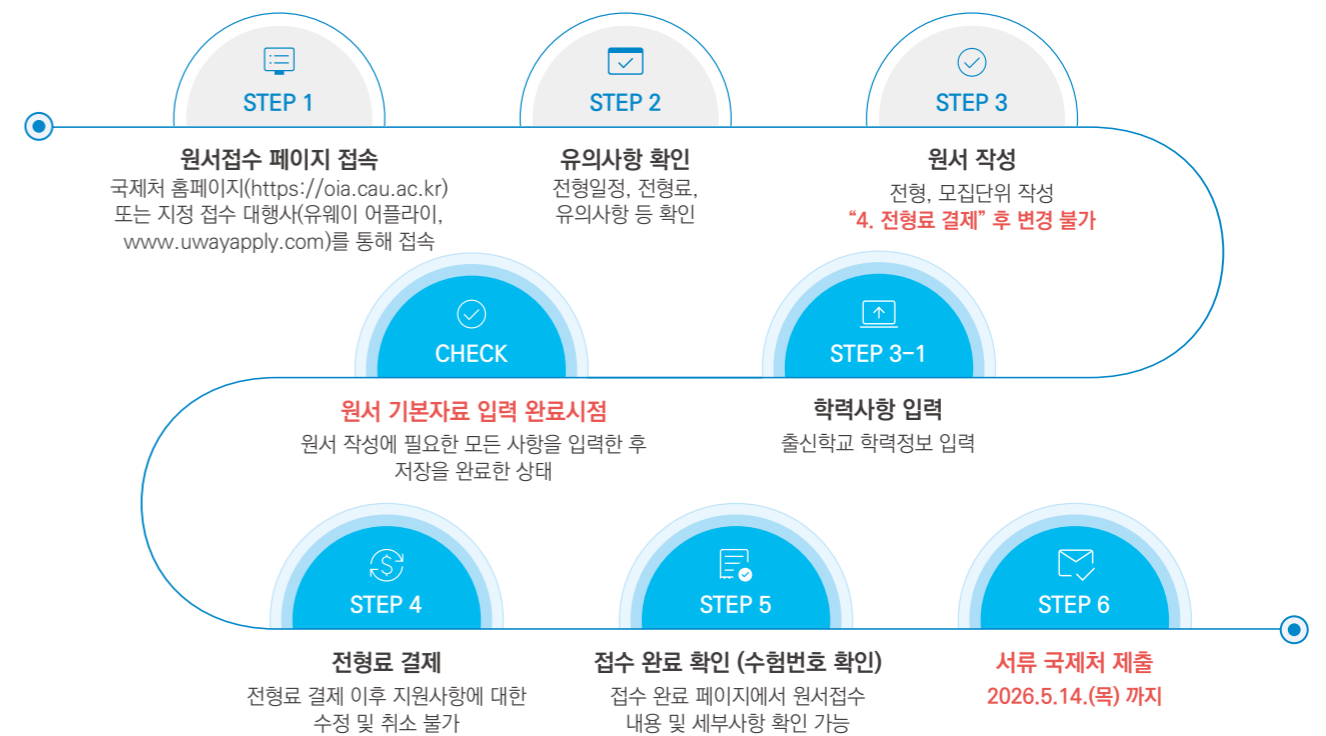 STEP 1
원서접수 페이지 접속
국제처 홈페이지(https://oia.cau.ac.kr)
또는 지정 접수 대행사(유웨이 어플라이,
www.uwayapply.com)를 통해 접속
STEP 2
유의사항 확인
전형일정, 전형료,
유의사항 등 확인
STEP 3
원서 작성
전형, 모집단위 작성
“4. 전형료 결제” 후 변경 불가
STEP 3-1
학력사항 입력
출신학교 학력정보 입력
CHECK
원서 기본자료 입력 완료시점
원서 작성에 필요한 모든 사항을 입력한 후
저장을 완료한 상태
STEP 4
전형료 결제
전형료 결제 이후 지원사항에 대한
수정 및 취소 불가
STEP 5
접수 완료 확인 (수험번호 확인)
접수 완료 페이지에서 원서접수
내용 및 세부사항 확인 가능
STEP 6
서류 국제처 제출
2026.5.14.(목) 까지